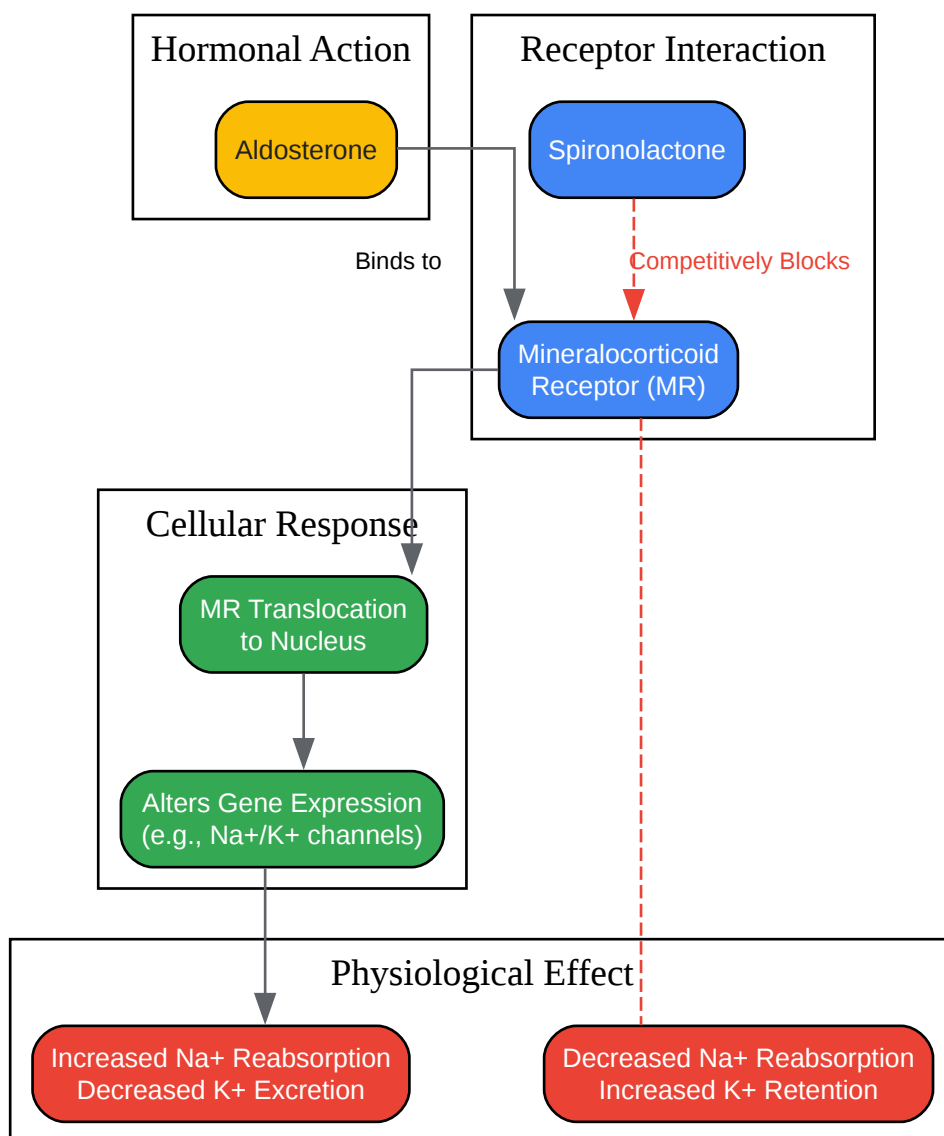 Hormonal Action
Receptor Interaction
Aldosterone
Spironolactone
Binds to
Competitively Blocks
Mineralocorticoid
Receptor (MR)
Cellular Response
MR Translocation
to Nucleus
Alters Gene Expression
(e.g., Na+/K+ channels)
Physiological Effect
Increased Na+ Reabsorption
Decreased K+ Excretion
Decreased Na+ Reabsorption
Increased K+ Retention